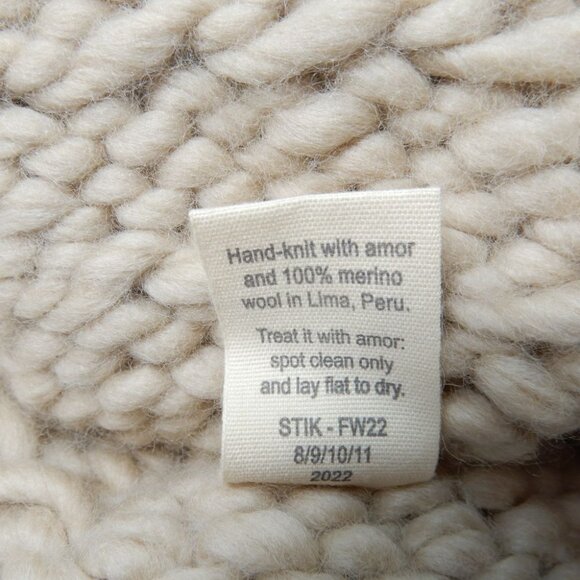 Hand-knit with amor
and 100% merino
wool in Lima, Peru.
Treat it with amor:
spot clean only
and lay flat to dry.
STIK - FW22
8/9/10/11
2022